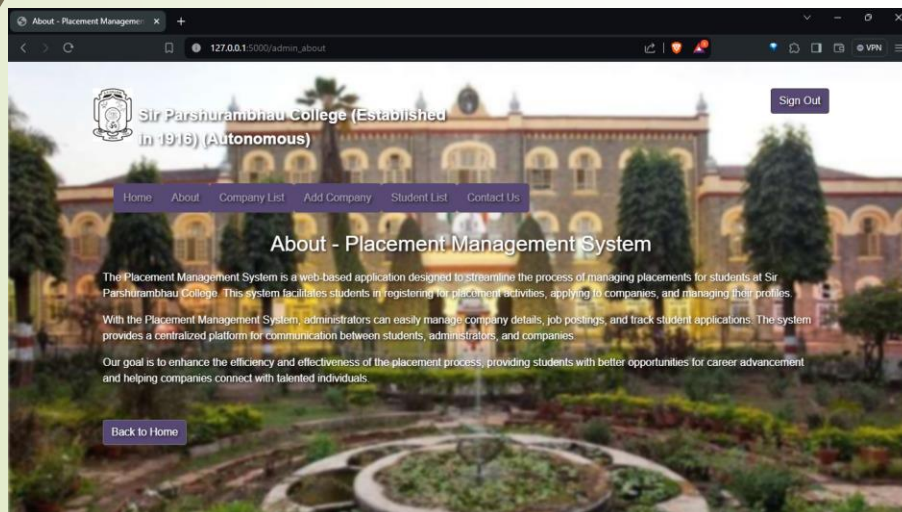 About - Placement Managemen
127.0.0.1:5000/admin_about
VPN
Sir Parshurambhau College (Established
in 1916) (Autonomous)
Sign Out
Home About Company List Add Company Student List Contact Us
About - Placement Management System
The Placement Management System is a web-based application designed to streamline the process of managing placements for students at Sir
Parshurambhau College. This system facilitates students in registering for placement activities, applying to companies, and managing their profiles.
With the Placement Management System, administrators can easily manage company details, job postings, and track student applications. The system
provides a centralized platform for communication between students, administrators, and companies.
Our goal is to enhance the efficiency and effectiveness of the placement process, providing students with better opportunities for career advancement
and helping companies connect with talented individuals.
Back to Home